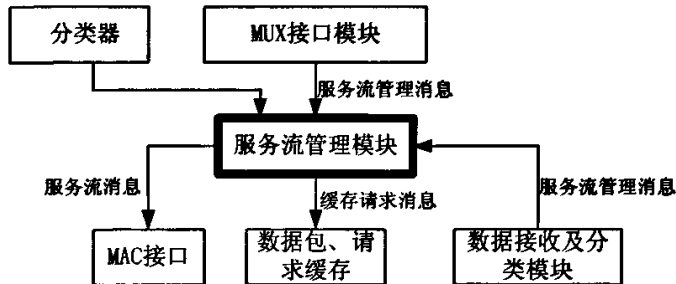 分类器
MUX接口模块
服务流管理消息
服务流管理模块
服务流消息
缓存请求消息
服务流管理消息
MAC接口
数据包、请
求缓存
数据接收及分
类模块